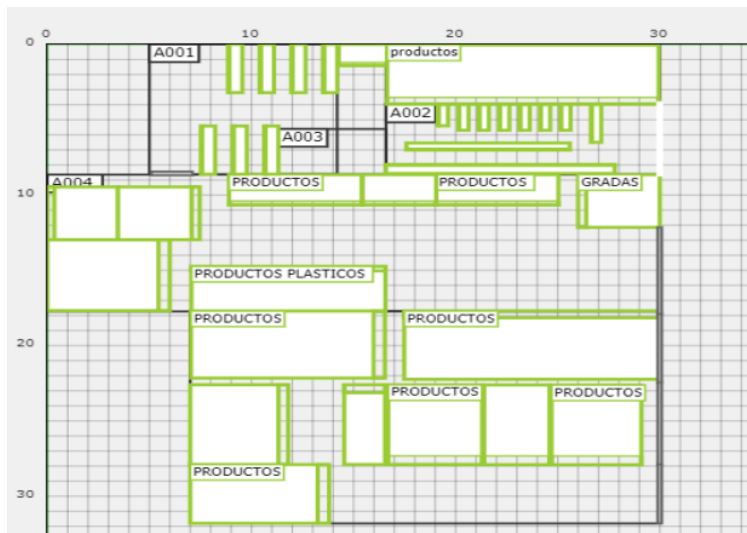 0 10 20 30
0
A001
productos
A002
A003
A004
PRODUCTOS
PRODUCTOS
GRADAS
10
PRODUCTOS PLASTICOS
PRODUCTOS
PRODUCTOS
20
PRODUCTOS
PRODUCTOS
PRODUCTOS
30